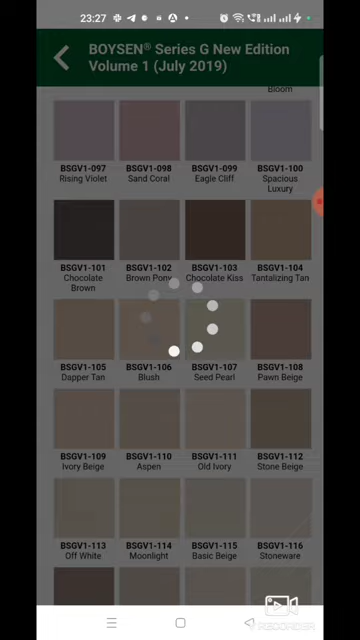 23:27
BOYSEN® Series G New Edition
Volume 1 (July 2019)
Bloom
BSGV1-097 BSGV1-098 BSGV1-099 BSGV1-100
Rising Violet Sand Coral Eagle Cliff Spacious
Luxury
BSGV1-101 BSGV1-102 BSGV1-103 BSGV1-104
Chocolate Brown Pony Chocolate Kiss Tantalizing Tan
Brown
BSGV1-105 BSGV1-106 BSGV1-107 BSGV1-108
Dapper Tan Blush Seed Pearl Pawn Beige
BSGV1-109 BSGV1-110 BSGV1-111 BSGV1-112
Ivory Beige Aspen Old Ivory Stone Beige
BSGV1-113 BSGV1-114 BSGV1-115 BSGV1-116
Off White Moonlight Basic Beige Stoneware
RECORDER